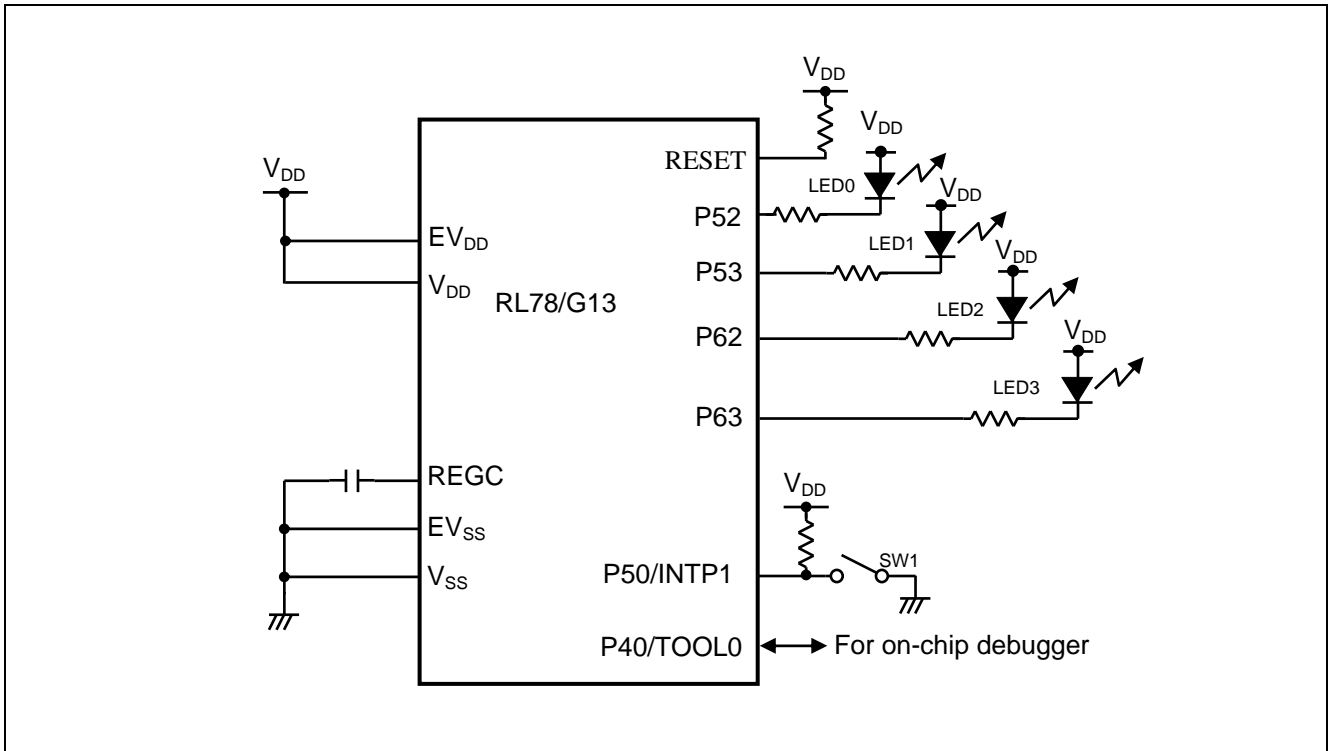 VDD
VDD
RESET
LED0
VDD
VDD
P52
EVDD
LED1
VDD
P53
VDD
RL78/G13
LED2
VDD
P62
LED3
P63
REGC
VDD
EVSS
P50/INTP1
SW1
VSS
P40/TOOL0
For on-chip debugger